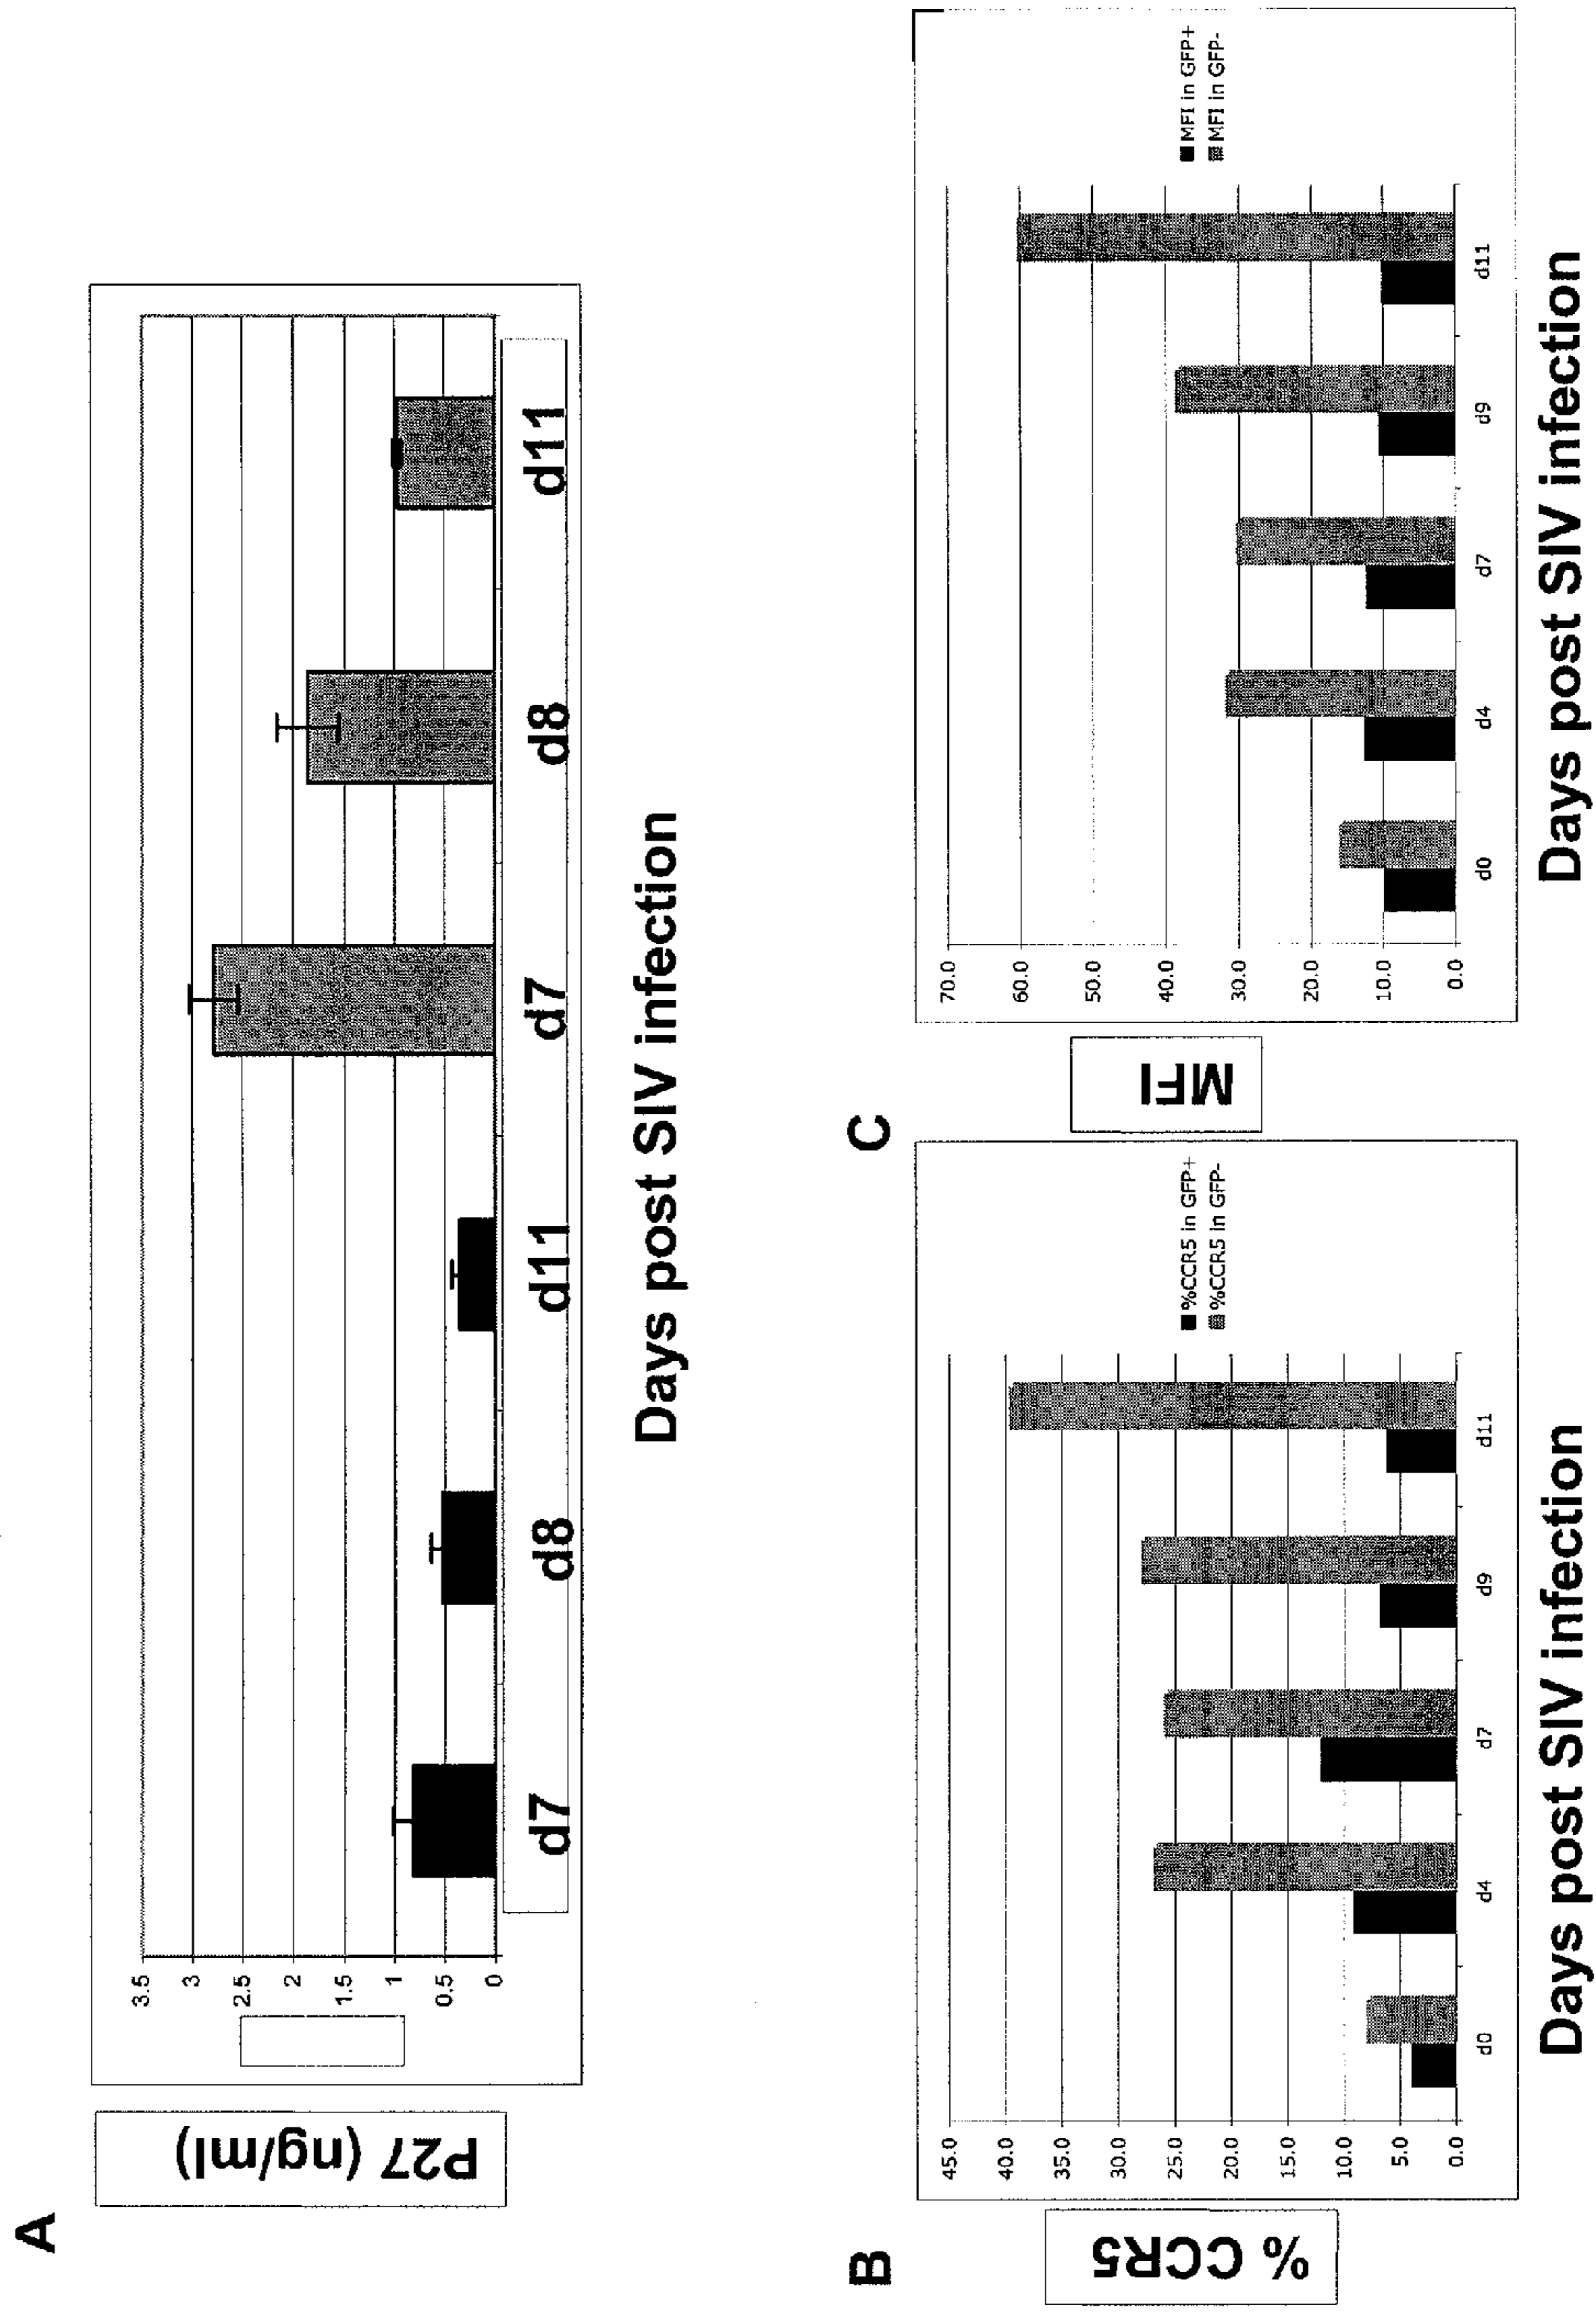 A
P27 (ng/ml)
3.5
3
2.5
2
1.5
1
0.5
0
d7 d8 d11 d7 d8 d11
Days post SIV infection
B
% CCR5
45.0
40.0
35.0
30.0
25.0
20.0
15.0
10.0
5.0
0.0
d0 d4 d7 d9 d11
%CCR5 in GFP+
%CCR5 in GFP-
Days post SIV infection
C
MFI
70.0
60.0
50.0
40.0
30.0
20.0
10.0
0.0
d0 d4 d7 d9 d11
MFI in GFP+
MFI in GFP-
Days post SIV infection